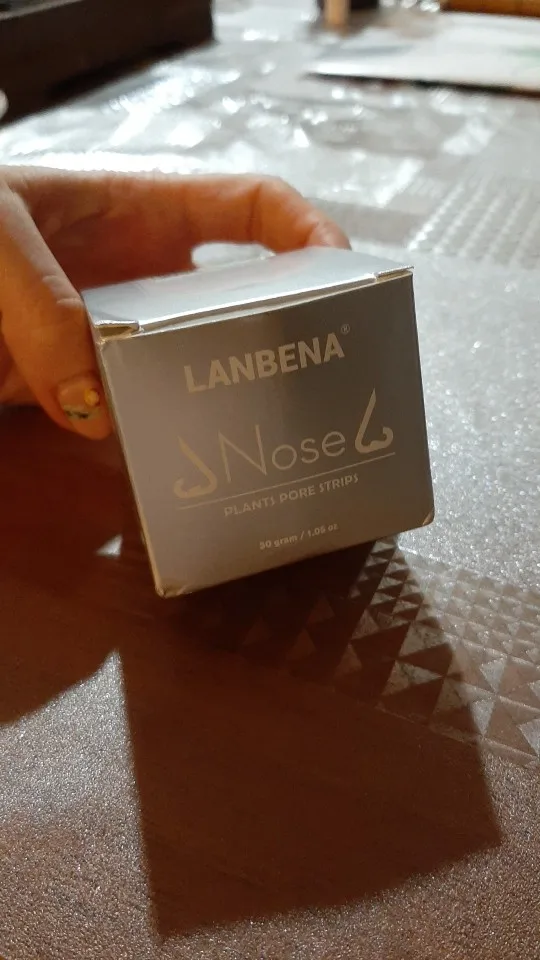 LANBENA®
Nose
PLANTS PORE STRIPS
30 gram / 1.06 oz